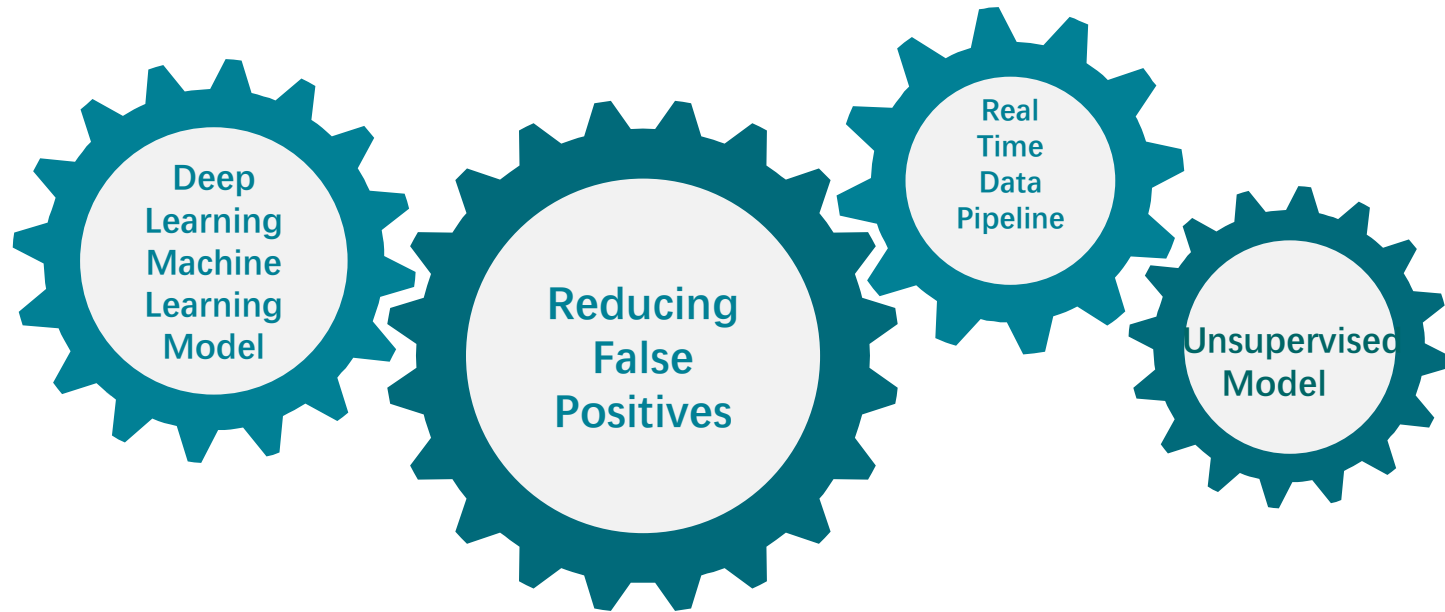 Deep
Learning
Machine
Learning
Model
Reducing
False
Positives
Real
Time
Data
Pipeline
Unsupervised
Model